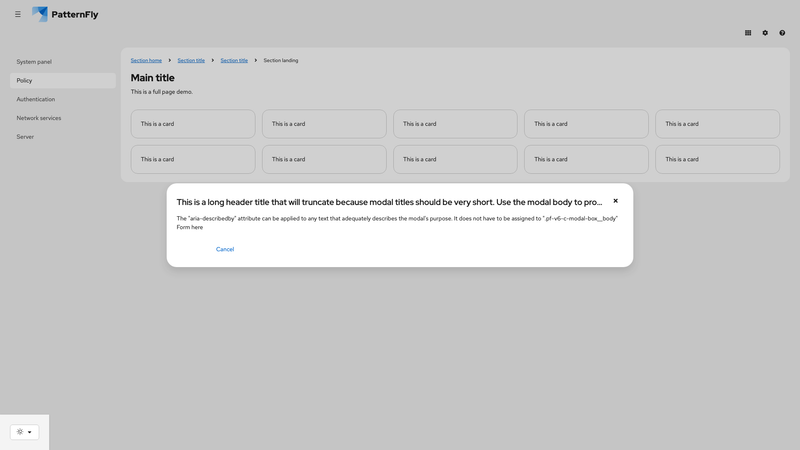 PatternFly
System panel
Policy
Authentication
Network services
Server
Section home
Section title
Section title
Section landing
Main title
This is a full page demo.
This is a card
This is a card
This is a card
This is a card
This is a card
This is a card
This is a card
This is a card
This is a card
This is a card
This is a long header title that will truncate because modal titles should be very short. Use the modal body to pro...
The "aria-describedby" attribute can be applied to any text that adequately describes the modal's purpose. It does not have to be assigned to ".pf-v6-c-modal-box__body"
Form here
Cancel